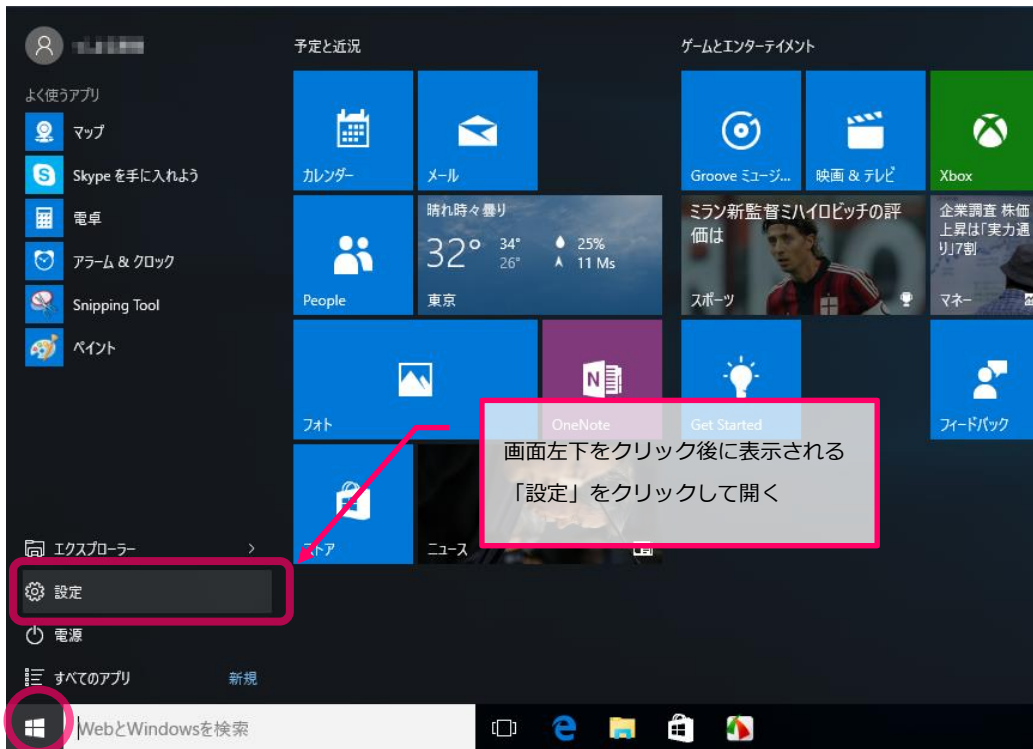 予定と近況
ゲームとエンターテイメント
よく使うアプリ
マップ
Skype を手に入れよう
電卓
アラーム & クロック
Snipping Tool
ペイント
カレンダー
メール
Groove ミュージ...
映画 & テレビ
Xbox
People
晴れ時々曇り
32° 34° 25%
26° 11 Ms
東京
ミラン新監督ミハイロビッチの評
価は
スポーツ
企業調査 株価
上昇は「実力通
り」7割
マネー
フォト
OneNote
Get Started
フィードバック
画面左下をクリック後に表示される
「設定」をクリックして開く
ストア
ニュース
エクスプローラー
設定
電源
すべてのアプリ 新規
WebとWindowsを検索